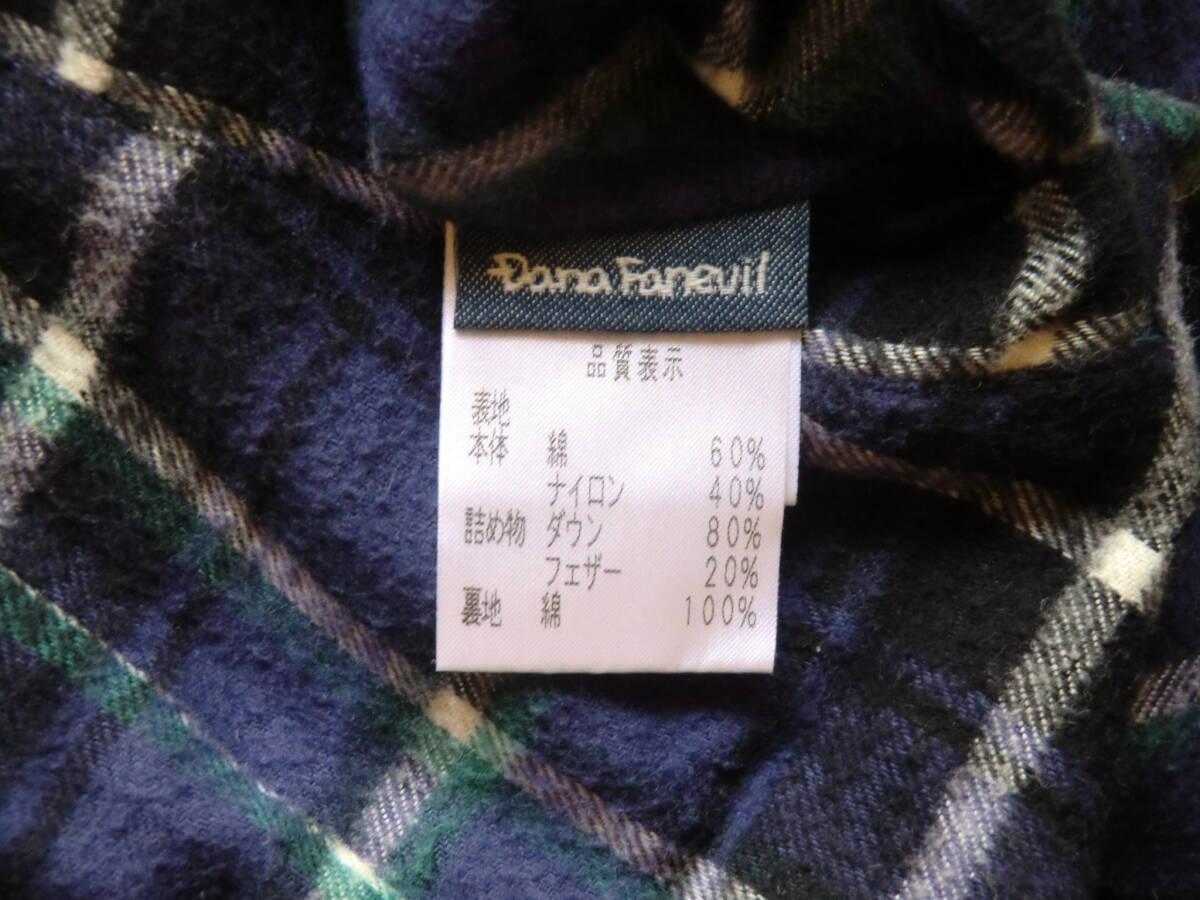 Dana.Faneuil
品質表示
表地
本体 綿 60%
ナイロン 40%
詰め物 ダウン 80%
フェザー 20%
裏地 綿 100%